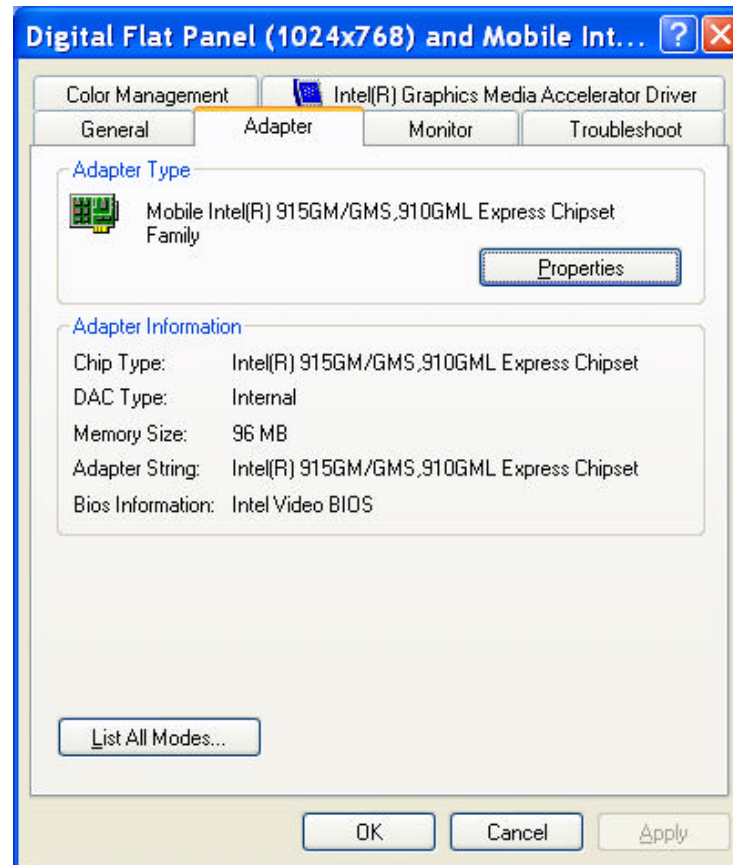 Digital Flat Panel (1024x768) and Mobile Int...
Color Management
Intel(R) Graphics Media Accelerator Driver
General
Adapter
Monitor
Troubleshoot
Adapter Type
Mobile Intel(R) 915GM/GMS,910GML Express Chipset
Family
Properties
Adapter Information
Chip Type: Intel(R) 915GM/GMS,910GML Express Chipset
DAC Type: Internal
Memory Size: 96 MB
Adapter String: Intel(R) 915GM/GMS,910GML Express Chipset
Bios Information: Intel Video BIOS
List All Modes...
OK
Cancel
Apply